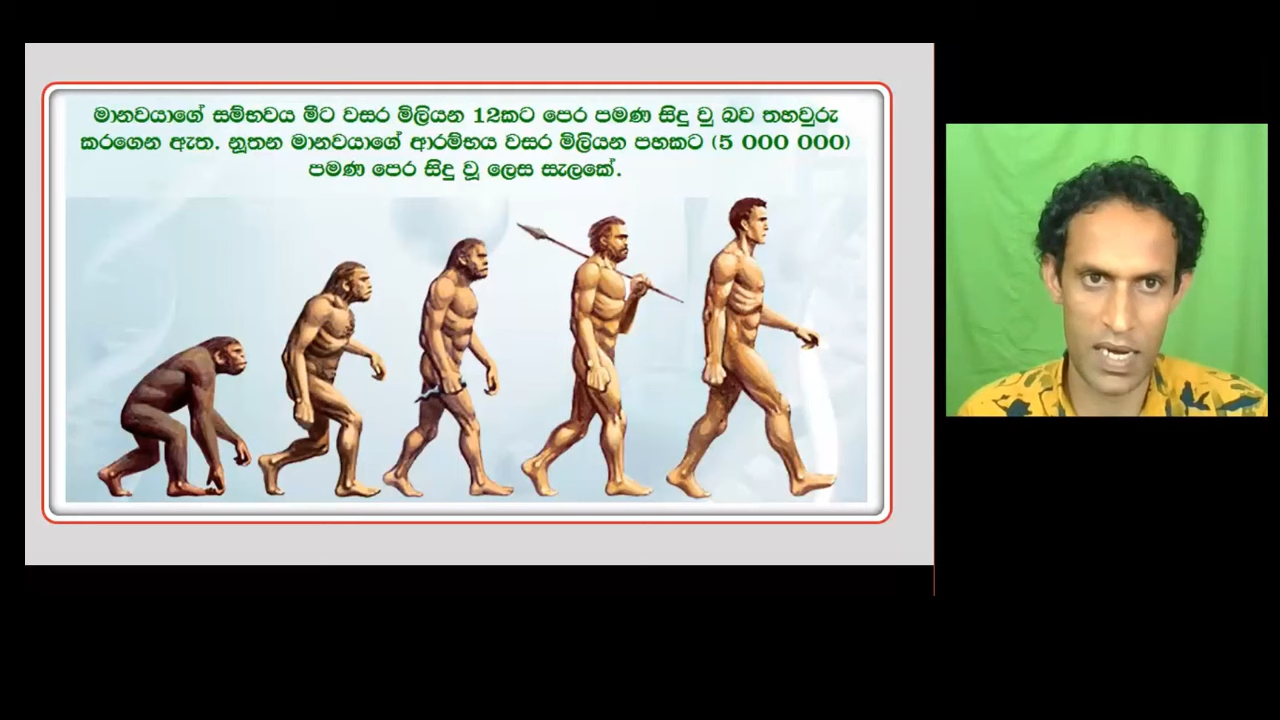 මානවයාගේ සම්භවය මීට වසර මිලියන 12කට පෙර පමණ සිදු වු බව තහවුරු
කරගෙන ඇත. නූතන මානවයාගේ ආරම්භය වසර මිලියන පහකට (5 000 000)
පමණ පෙර සිදු වූ ලෙස සැලකේ.